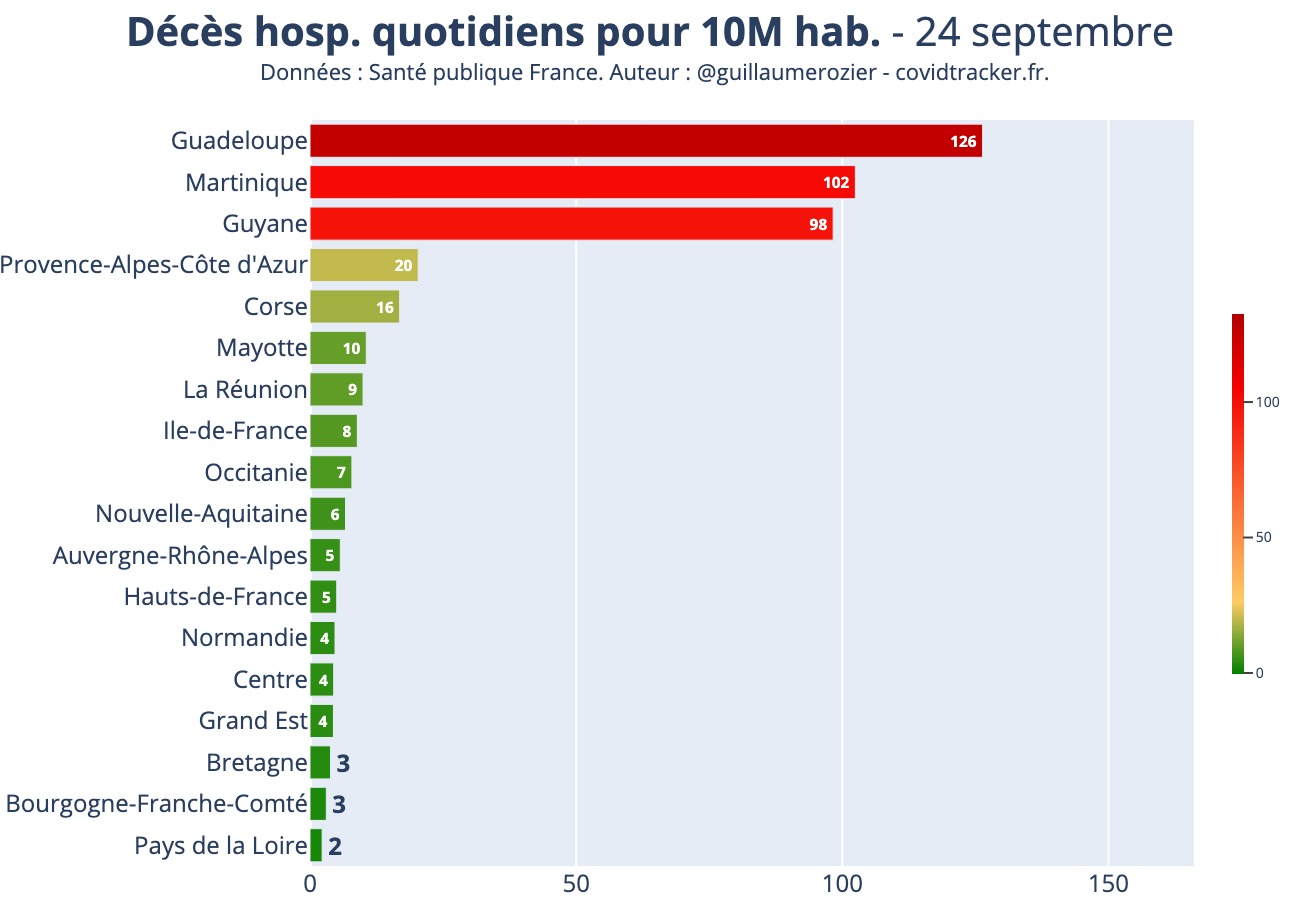 Décès hosp. quotidiens pour 10M hab. - 24 septembre
Données : Santé publique France. Auteur : @guillaumerozier - covidtracker.fr.
Guadeloupe 126
Martinique 102
Guyane 98
Provence-Alpes-Côte d'Azur 20
Corse 16
Mayotte 10
La Réunion 9
Ile-de-France 8
Occitanie 7
Nouvelle-Aquitaine 6
Auvergne-Rhône-Alpes 5
Hauts-de-France 5
Normandie 4
Centre 4
Grand Est 4
Bretagne 3
Bourgogne-Franche-Comté 3
Pays de la Loire 2
0 50 100 150
100
50
0